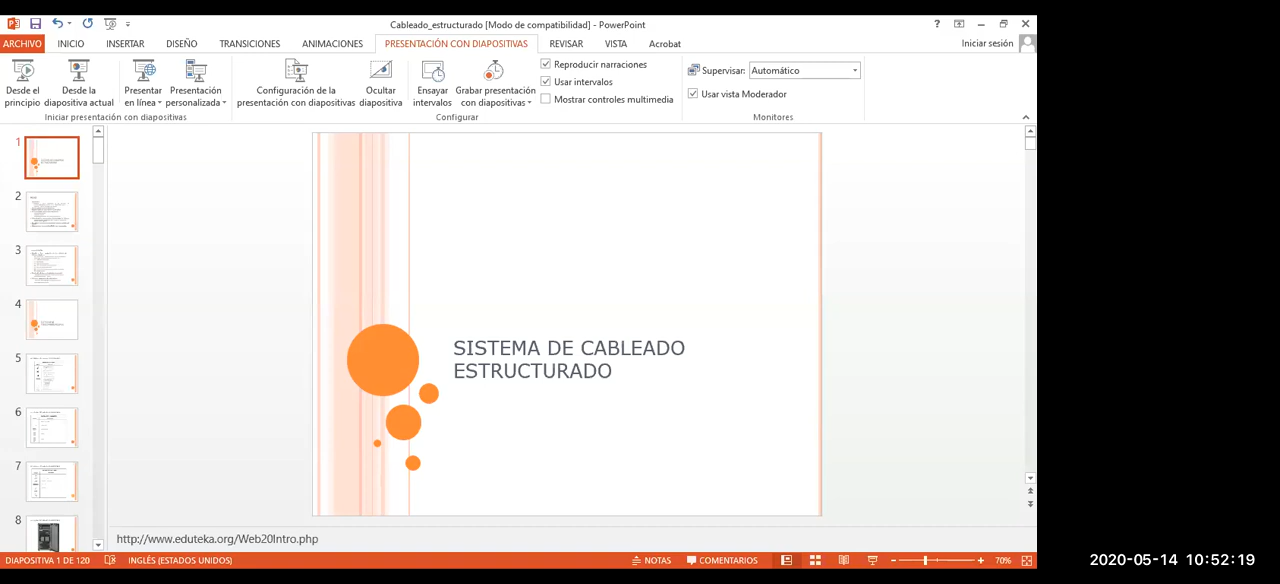 Cableado_estructurado [Modo de compatibilidad] - PowerPoint
ARCHIVO INICIO INSERTAR DISEÑO TRANSICIONES ANIMACIONES PRESENTACIÓN CON DIAPOSITIVAS REVISAR VISTA Acrobat Iniciar sesión
Desde el principio
Desde la diapositiva actual
Presentar en línea
Presentación personalizada
Iniciar presentación con diapositivas
Configuración de la presentación con diapositivas
Ocultar diapositiva
Ensayar intervalos
Grabar presentación con diapositivas
Reproducir narraciones
Usar intervalos
Mostrar controles multimedia
Configurar
Supervisar: Automático
Usar vista Moderador
Monitores
1
2
3
4
5
6
7
8
SISTEMA DE CABLEADO
ESTRUCTURADO
http://www.eduteka.org/Web20Intro.php
DIAPOSITIVA 1 DE 120 INGLÉS (ESTADOS UNIDOS) NOTAS COMENTARIOS 70%
2020-05-14 10:52:19